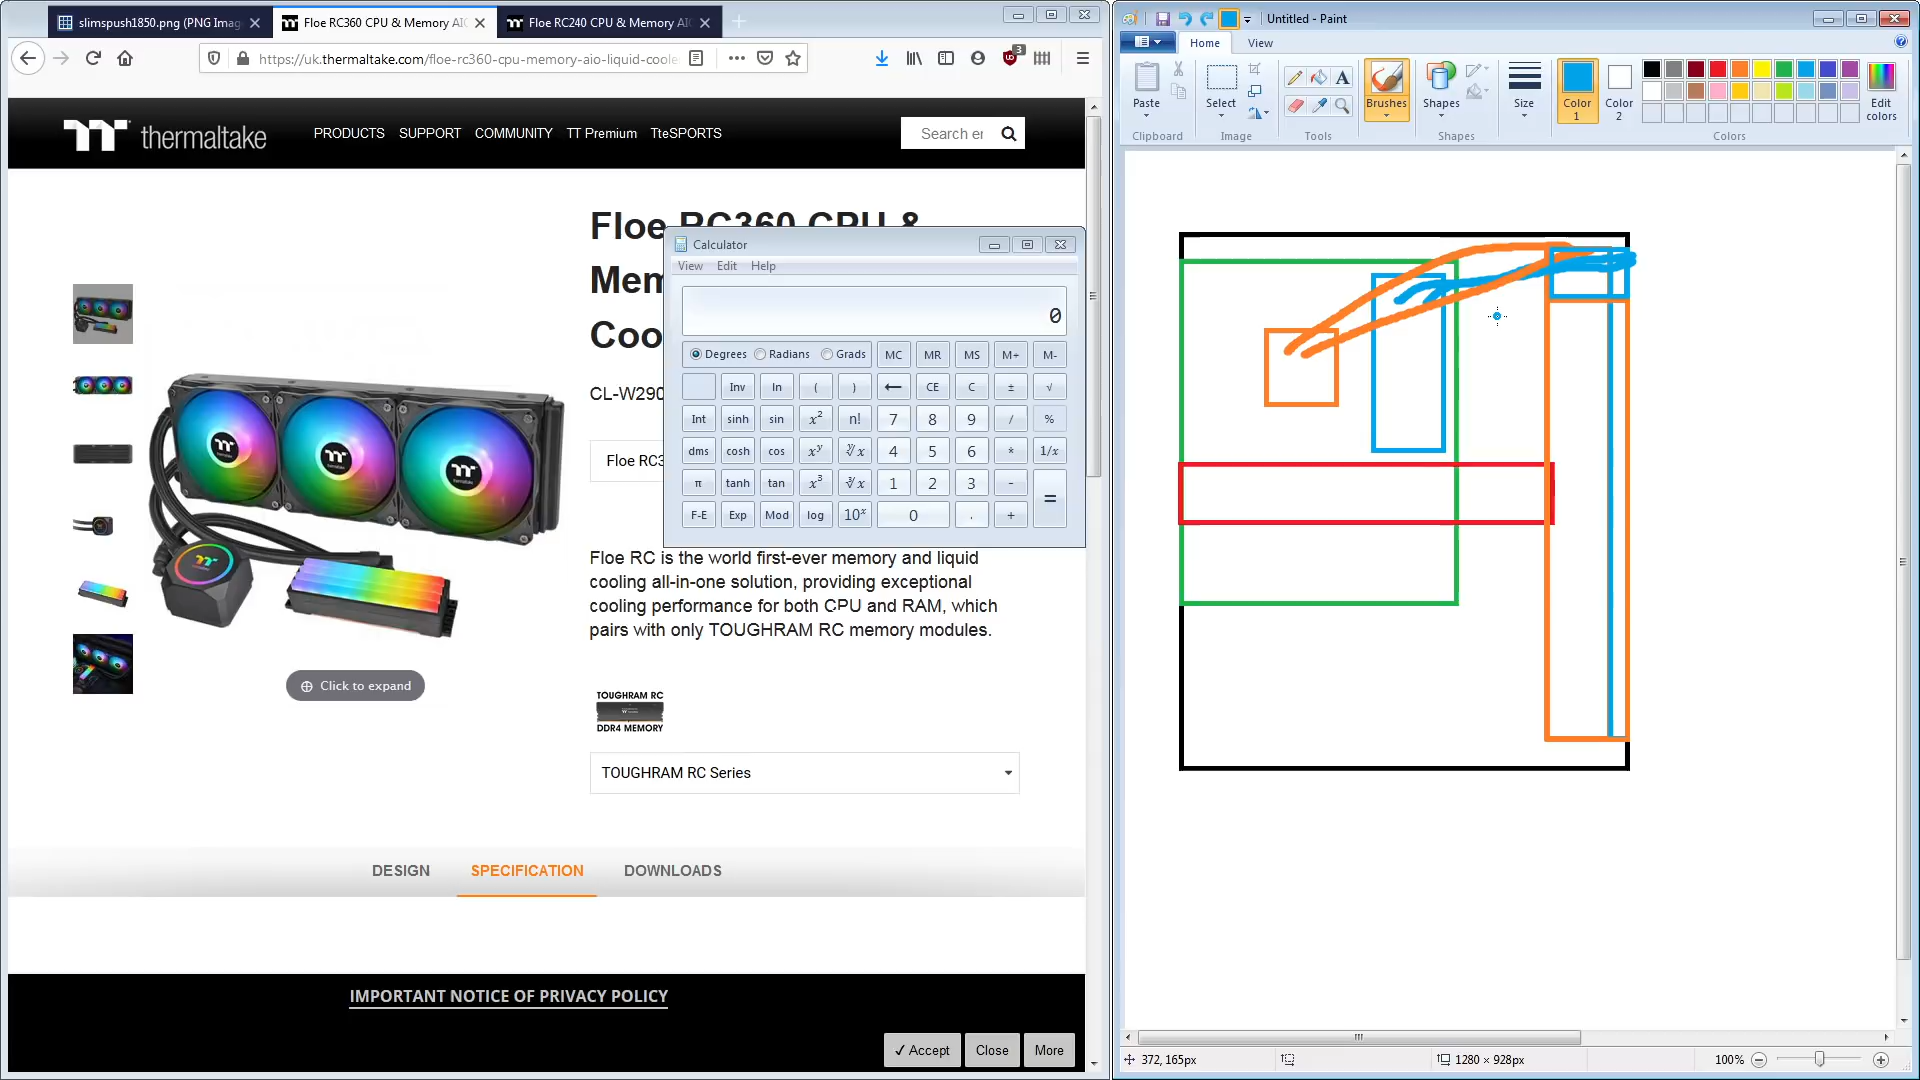 slimspush1850.png (PNG Imag
Floe RC360 CPU & Memory AI
Floe RC240 CPU & Memory AI
https://uk.thermaltake.com/floe-rc360-cpu-memory-aio-liquid-coole
3
thermaltake
PRODUCTS
SUPPORT
COMMUNITY
TT Premium
TteSPORTS
Search er
Floe RC360 CPU &
Mem
Coo
CL-W290
Floe RC3
Floe RC is the world first-ever memory and liquid
cooling all-in-one solution, providing exceptional
cooling performance for both CPU and RAM, which
pairs with only TOUGHRAM RC memory modules.
Click to expand
TOUGHRAM RC
DDR4 MEMORY
TOUGHRAM RC Series
DESIGN
SPECIFICATION
DOWNLOADS
IMPORTANT NOTICE OF PRIVACY POLICY
✓ Accept
Close
More
Calculator
View Edit Help
0
Degrees Radians Grads MC MR MS M+ M-
Inv ln ( ) ← CE C ± √
Int sinh sin x² n! 7 8 9 / %
dms cosh cos xʸ ʸ√x 4 5 6 * 1/x
π tanh tan x³ ³√x 1 2 3 - =
F-E Exp Mod log 10ˣ 0 . +
Untitled - Paint
Home
View
Paste
Select
A
Brushes
Shapes
Size
Color
1
Color
2
Edit
colors
Clipboard
Image
Tools
Shapes
Colors
372, 165px
1280 × 928px
100%